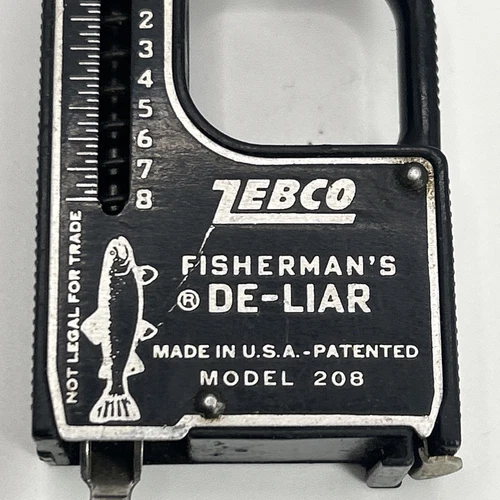 2
3
4
5
6
7
8
NOT LEGAL FOR TRADE
ZEBCO
FISHERMAN'S
® DE-LIAR
MADE IN U.S.A.-PATENTED
MODEL 208